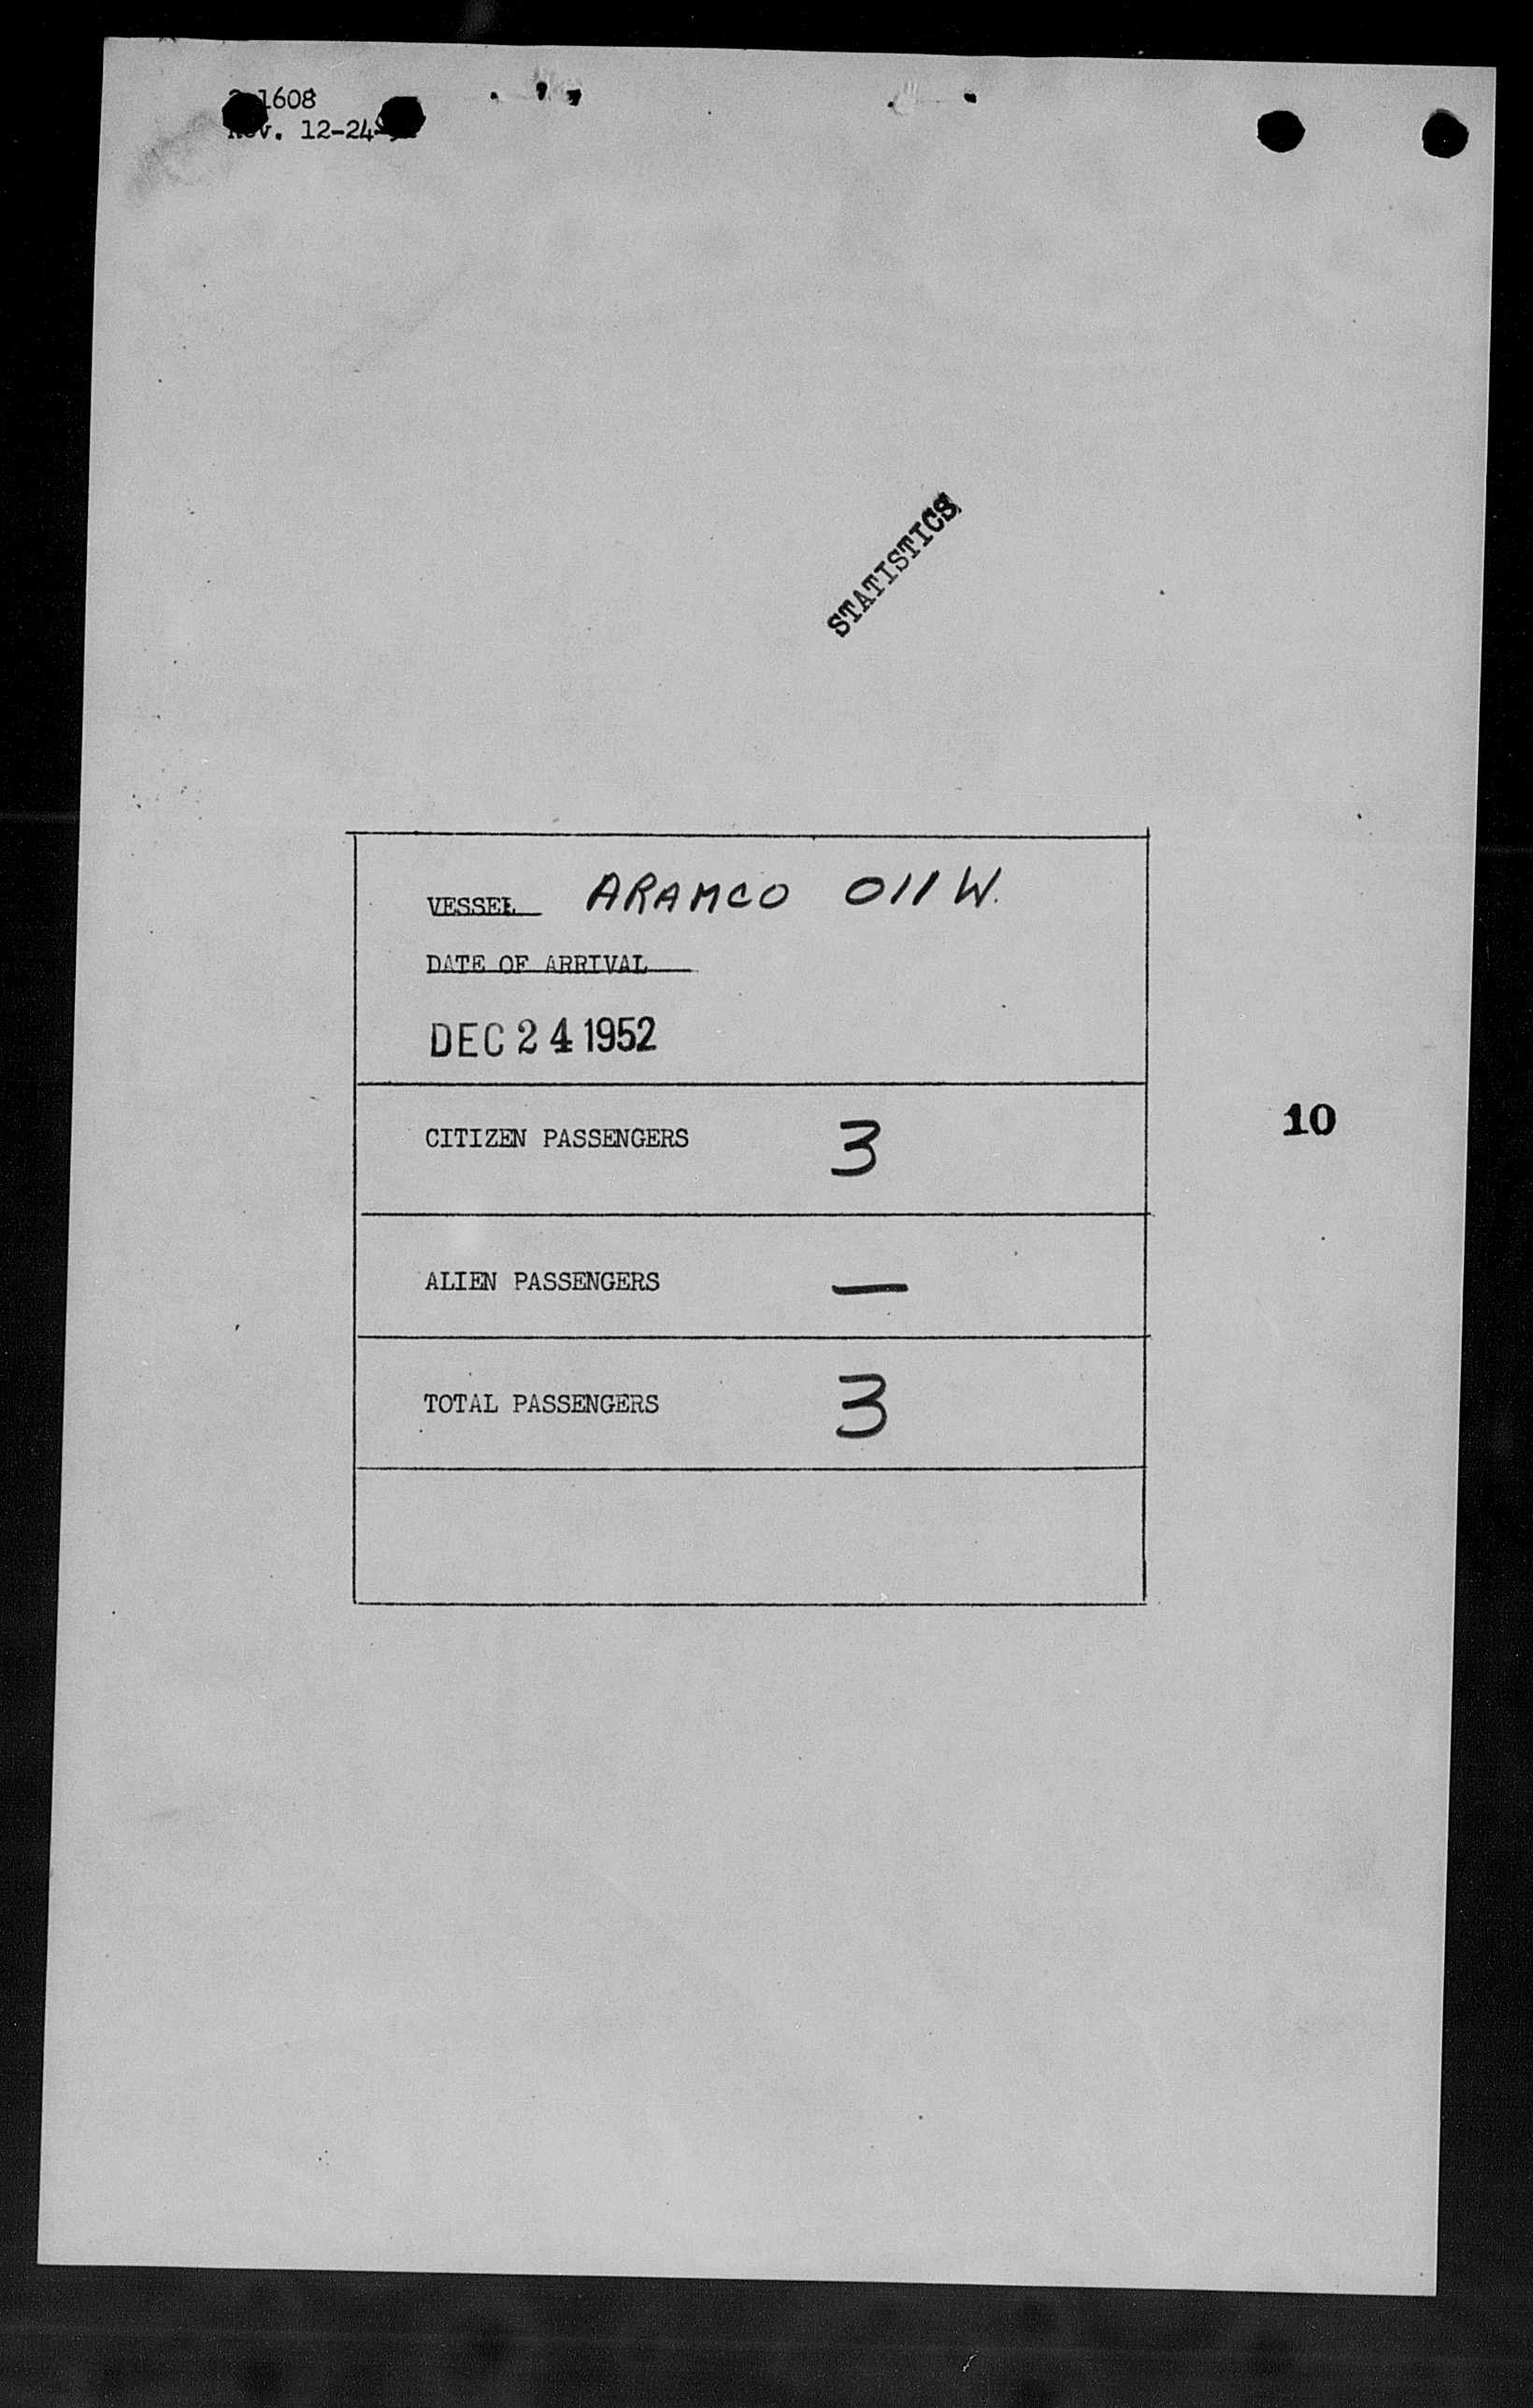 1608
Rev. 12-24-
STATISTICS
VESSEL ARAMCO 011 W.
DATE OF ARRIVAL
DEC 24 1952
CITIZEN PASSENGERS 3
10
ALIEN PASSENGERS —
TOTAL PASSENGERS 3